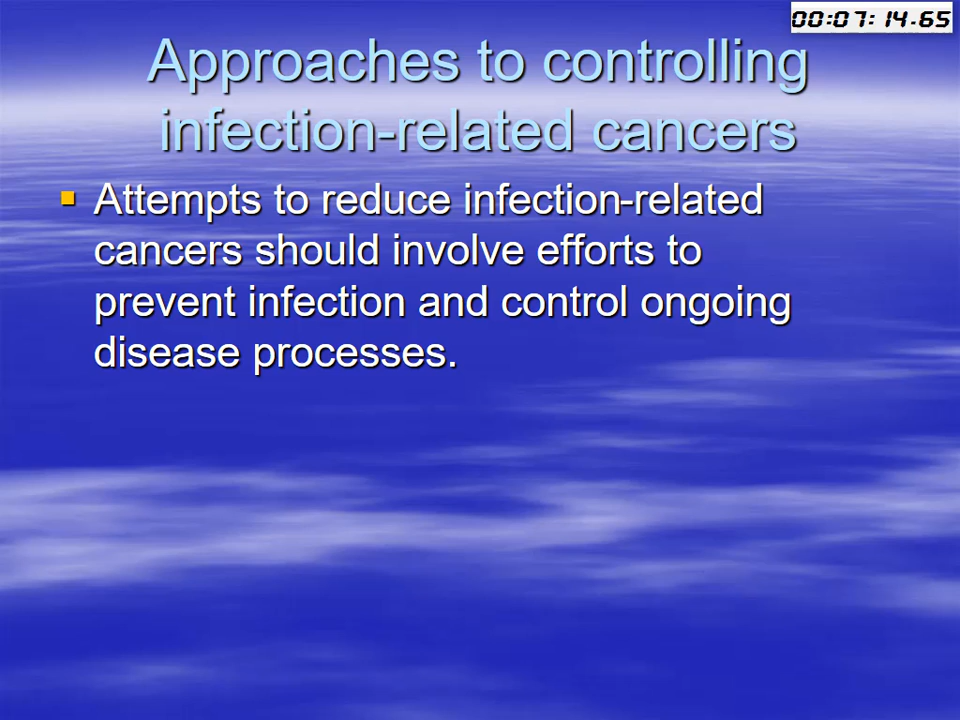 00:07:14.65
Approaches to controlling
infection-related cancers
Attempts to reduce infection-related
cancers should involve efforts to
prevent infection and control ongoing
disease processes.